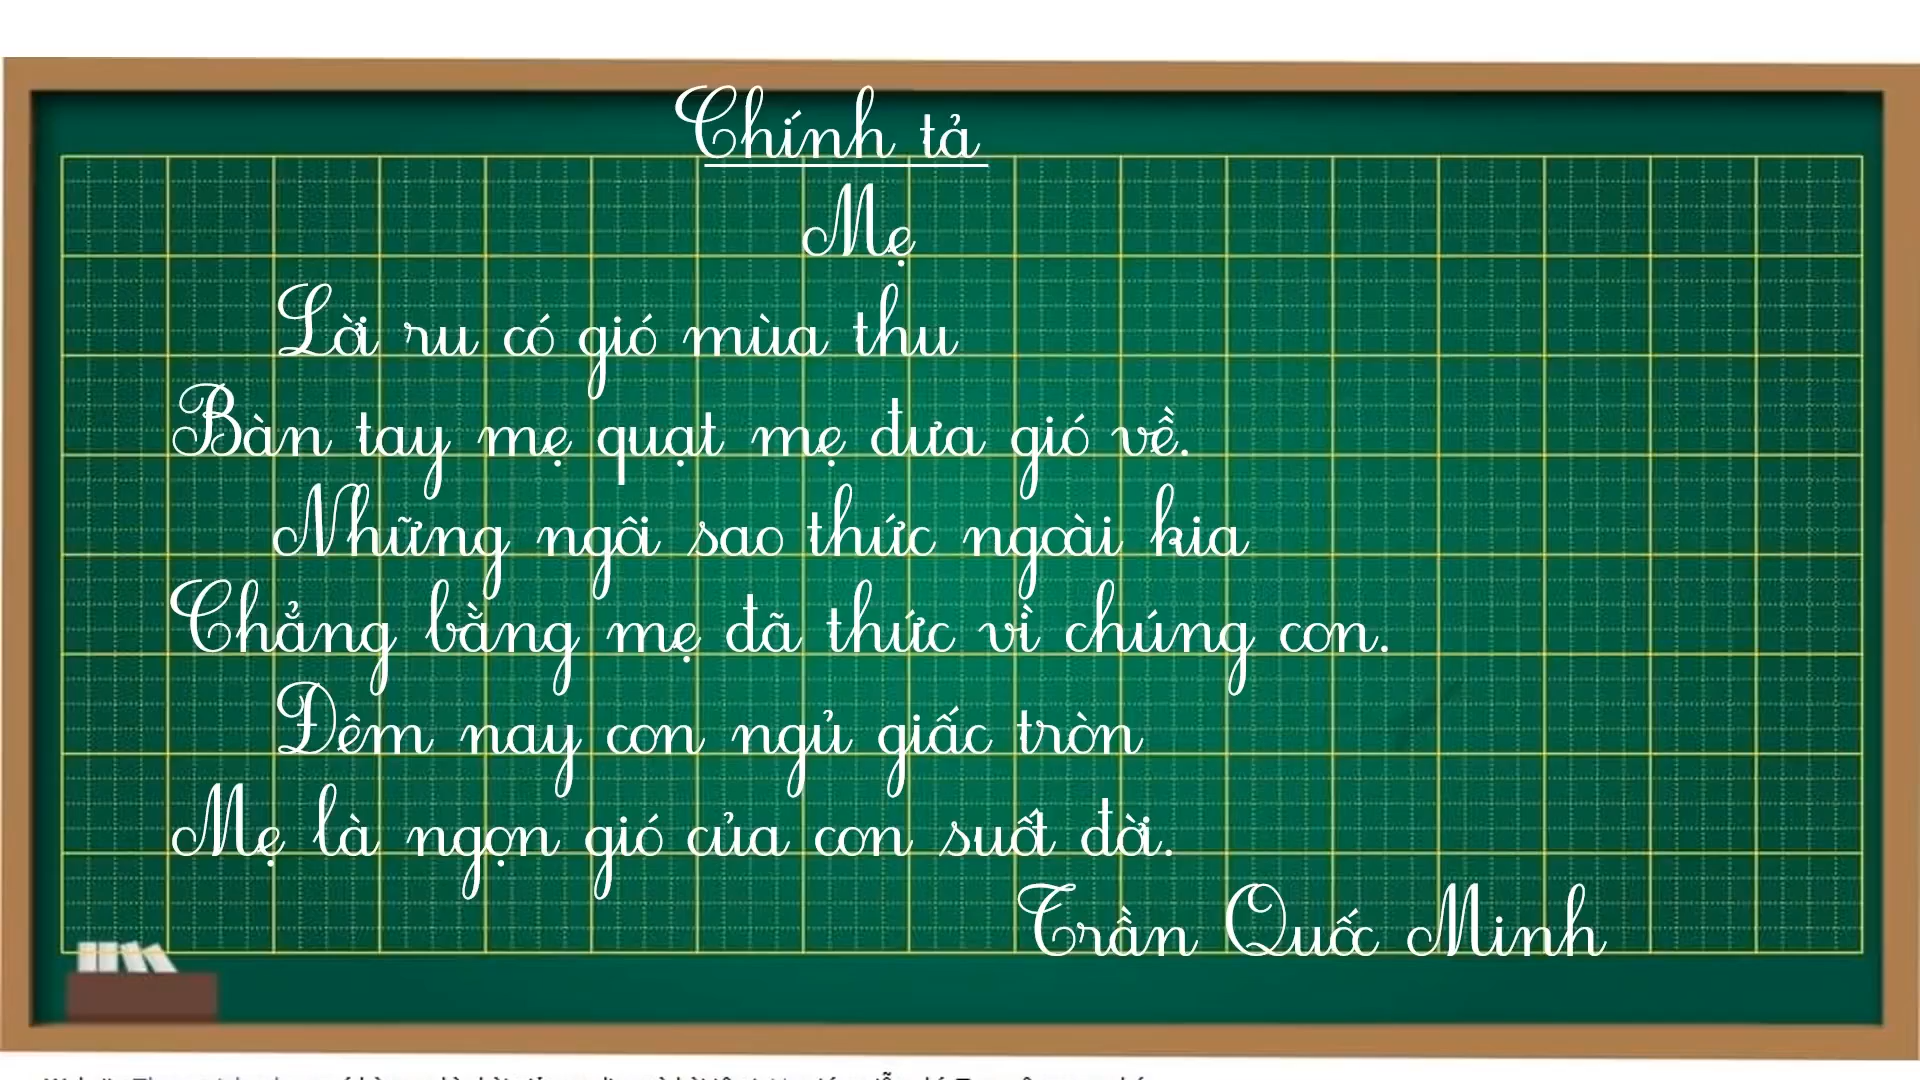 Chính tả
Mẹ
Lời ru có gió mùa thu
Bàn tay mẹ quạt mẹ đưa gió về.
Những ngôi sao thức ngoài kia
Chẳng bằng mẹ đã thức vì chúng con.
Đêm nay con ngủ giấc tròn
Mẹ là ngọn gió của con suốt đời.
Trần Quốc Minh